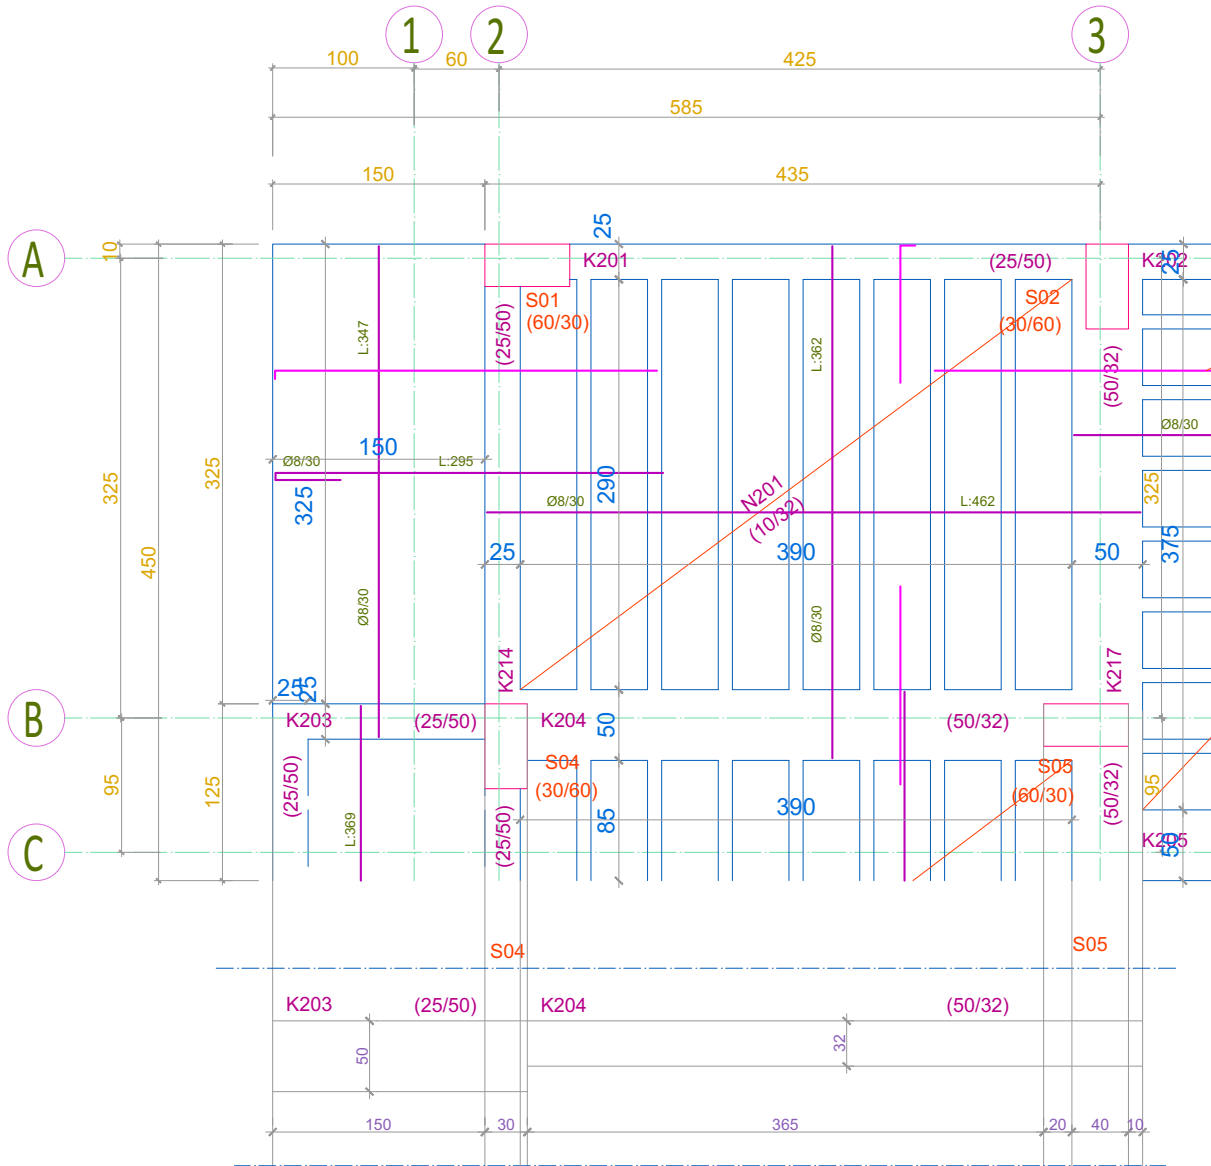 1
2
3
100
60
425
585
150
435
A
10
25
K201
(25/50)
K202
25
S01
(60/30)
S02
(30/60)
(25/50)
(50/32)
L:347
L:362
150
Ø8/30
L:295
Ø8/30
325
325
325
290
N201
(10/32)
Ø8/30
L:462
325
375
450
25
390
50
Ø8/30
Ø8/30
K214
K217
25
25
B
K203
(25/50)
K204
50
(50/32)
S04
(30/60)
S05
(60/30)
(25/50)
95
125
L:369
(25/50)
85
390
(50/32)
95
C
K205
50
S04
S05
K203
(25/50)
K204
(50/32)
50
32
150
30
365
20
40
10